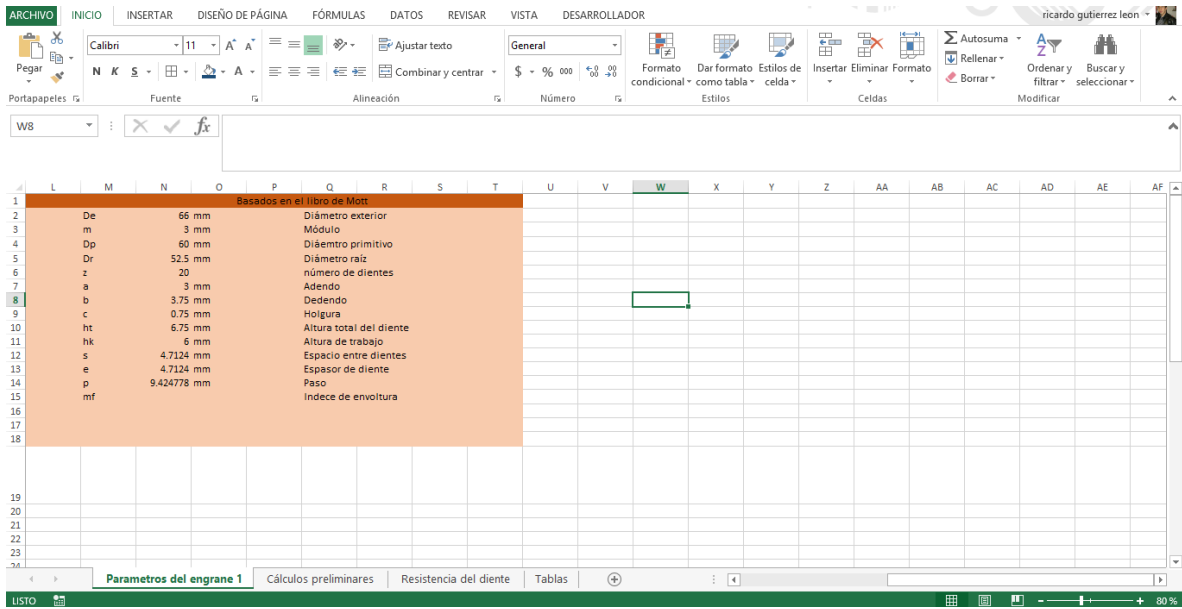 ARCHIVO INICIO INSERTAR DISEÑO DE PÁGINA FÓRMULAS DATOS REVISAR VISTA DESARROLLADOR ricardo gutierrez leon
Calibri 11 Ajustar texto General Autosuma
Pegar Rellenar
N K S Combinar y centrar $ % 000 Formato condicional Dar formato como tabla Estilos de celda Insertar Eliminar Formato Borrar Ordenar y filtrar Buscar y seleccionar
Portapapeles Fuente Alineación Número Estilos Celdas Modificar
W8 fx
L M N O P Q R S T U V W X Y Z AA AB AC AD AE AF
1 Basados en el libro de Mott
2 De 66 mm Diámetro exterior
3 m 3 mm Módulo
4 Dp 60 mm Diáemtro primitivo
5 Dr 52.5 mm Diámetro raíz
6 z 20 número de dientes
7 a 3 mm Adendo
8 b 3.75 mm Dedendo
9 c 0.75 mm Holgura
10 ht 6.75 mm Altura total del diente
11 hk 6 mm Altura de trabajo
12 s 4.7124 mm Espacio entre dientes
13 e 4.7124 mm Espasor de diente
14 p 9.424778 mm Paso
15 mf Indece de envoltura
16
17
18
19
20
21
22
23
24
Parametros del engrane 1 Cálculos preliminares Resistencia del diente Tablas
LISTO 80 %